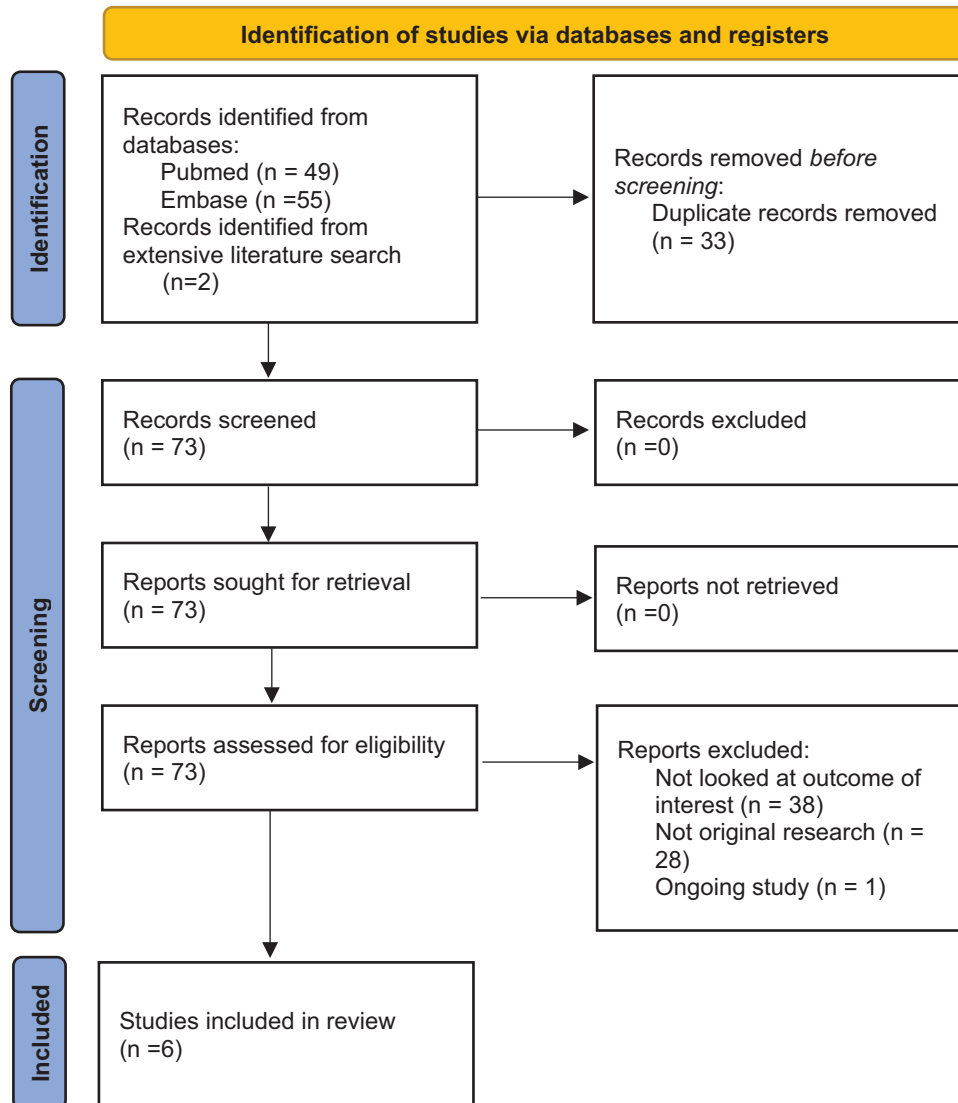 Identification of studies via databases and registers
Identification
Records identified from
databases:
Pubmed (n = 49)
Embase (n =55)
Records identified from
extensive literature search
(n=2)
Records removed before
screening:
Duplicate records removed
(n = 33)
Screening
Records screened
(n = 73)
Records excluded
(n =0)
Reports sought for retrieval
(n = 73)
Reports not retrieved
(n =0)
Reports assessed for eligibility
(n = 73)
Reports excluded:
Not looked at outcome of
interest (n = 38)
Not original research (n =
28)
Ongoing study (n = 1)
Included
Studies included in review
(n =6)